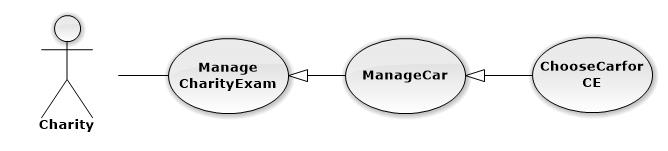 Charity
Manage
CharityExam
ManageCar
ChooseCarfor
CE